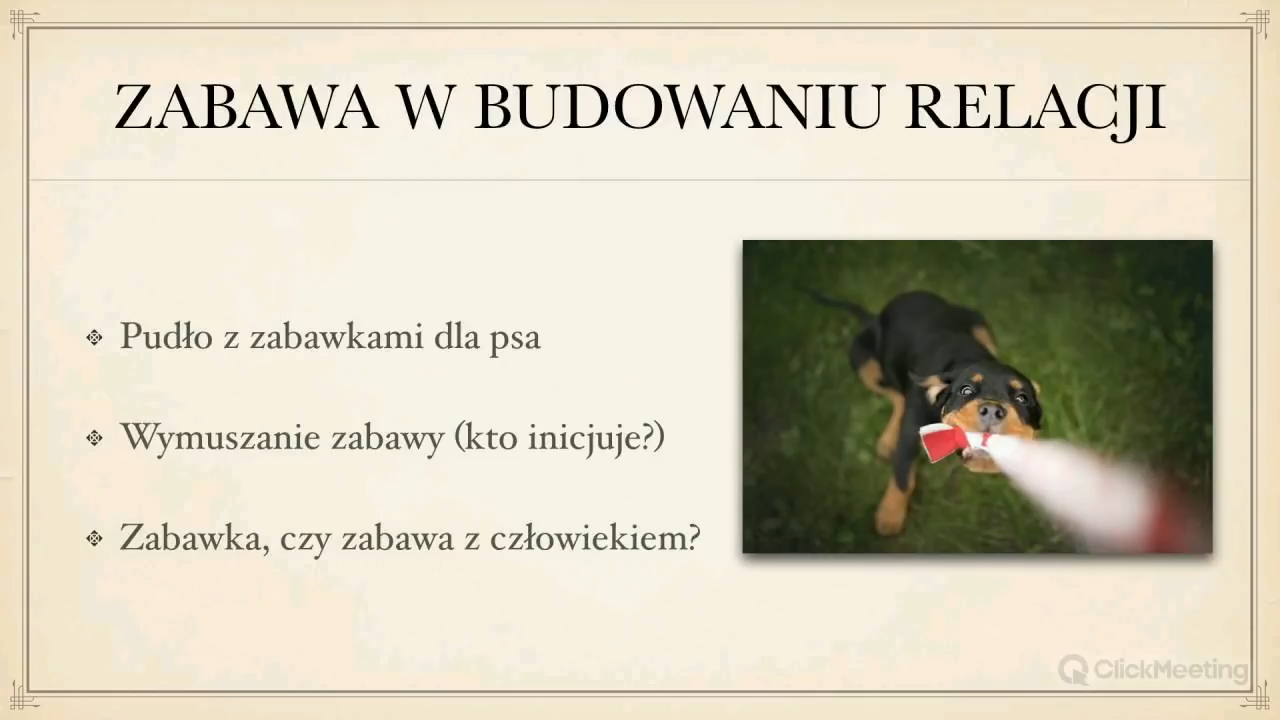 ZABAWA W BUDOWANIU RELACJI
Pudło z zabawkami dla psa
Wymuszanie zabawy (kto inicjuje?)
Zabawka, czy zabawa z człowiekiem?
ClickMeeting